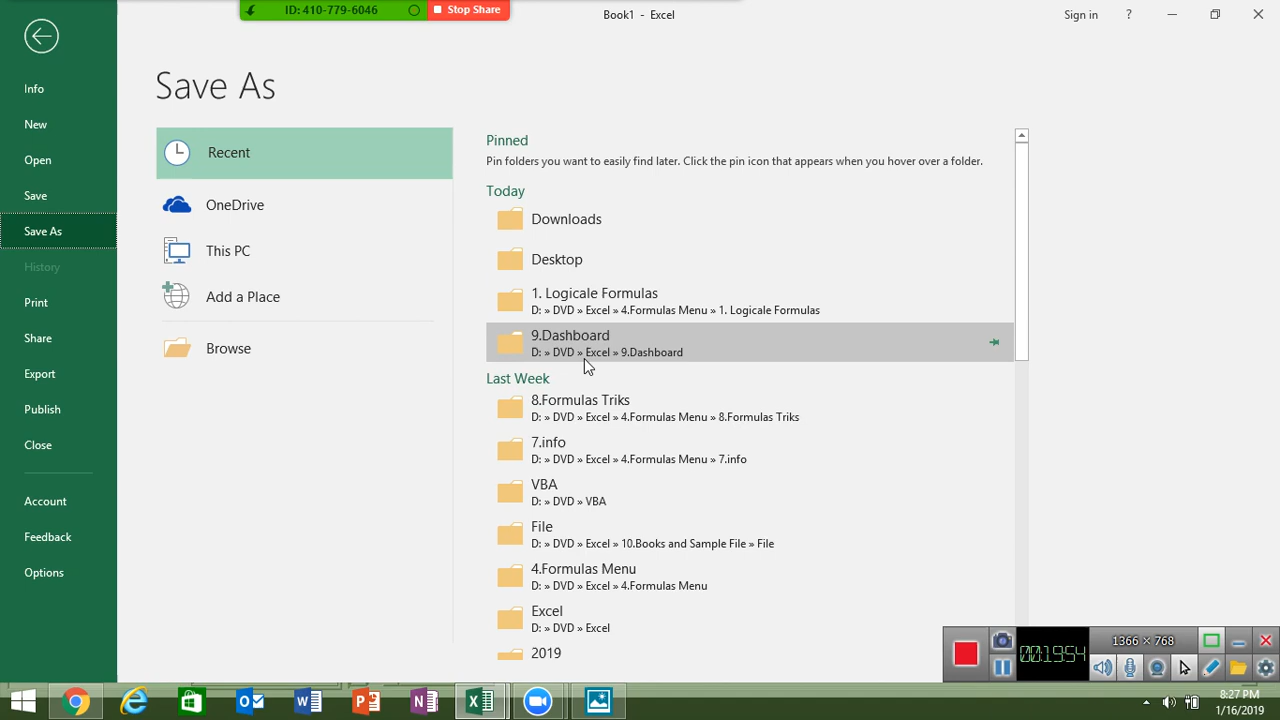 ID: 410-779-6046
Stop Share
Book1 - Excel
Sign in
?
Info
New
Open
Save
Save As
History
Print
Share
Export
Publish
Close
Account
Feedback
Options
Save As
Recent
OneDrive
This PC
Add a Place
Browse
Pinned
Pin folders you want to easily find later. Click the pin icon that appears when you hover over a folder.
Today
Downloads
Desktop
1. Logicale Formulas
D: » DVD » Excel » 4.Formulas Menu » 1. Logicale Formulas
9.Dashboard
D: » DVD » Excel » 9.Dashboard
Last Week
8.Formulas Triks
D: » DVD » Excel » 4.Formulas Menu » 8.Formulas Triks
7.info
D: » DVD » Excel » 4.Formulas Menu » 7.info
VBA
D: » DVD » VBA
File
D: » DVD » Excel » 10.Books and Sample File » File
4.Formulas Menu
D: » DVD » Excel » 4.Formulas Menu
Excel
D: » DVD » Excel
2019
00:19:54
1366 × 768
8:27 PM
1/16/2019